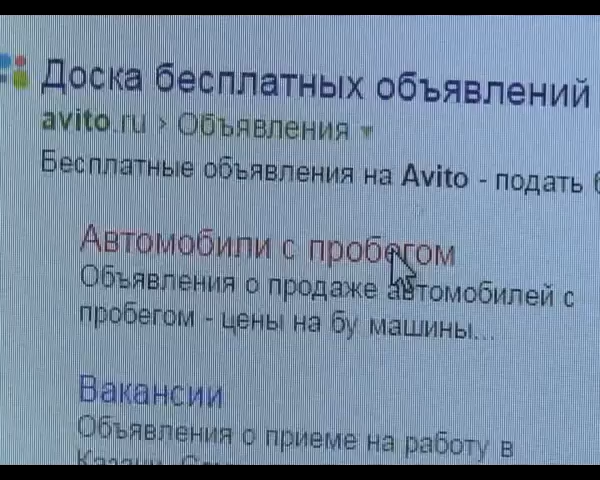 Доска бесплатных объявлений
avito.ru › Объявления
Бесплатные объявления на Avito - подать
Автомобили с пробегом
Объявления о продаже автомобилей с
пробегом - цены на бу машины...
Вакансии
Объявления о приеме на работу в